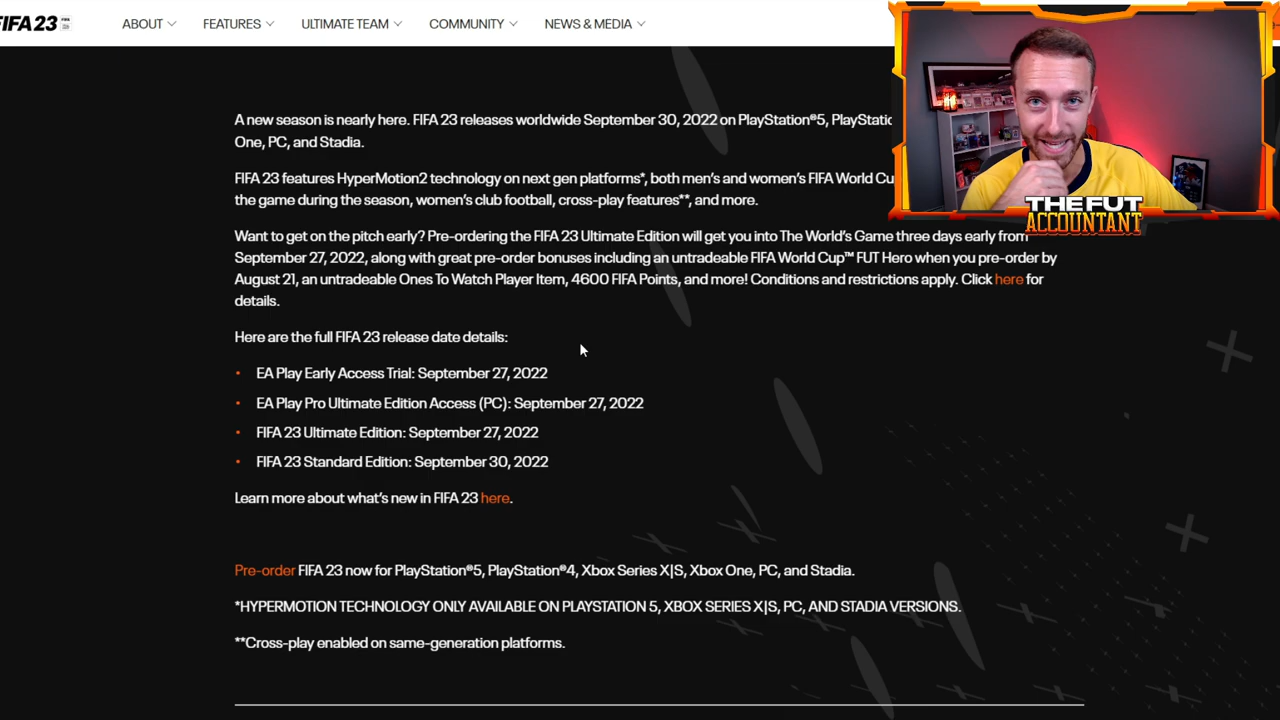 FIFA 23
ABOUT FEATURES ULTIMATE TEAM COMMUNITY NEWS & MEDIA
A new season is nearly here. FIFA 23 releases worldwide September 30, 2022 on PlayStation®5,
One, PC, and Stadia.
FIFA 23 features HyperMotion2 technology on next gen platforms*, both men's and women's FIFA World
the game during the season, women's club football, cross-play features**, and more.
THE FUT
ACCOUNTANT
Want to get on the pitch early? Pre-ordering the FIFA 23 Ultimate Edition will get you into The World's Game three days early from
September 27, 2022, along with great pre-order bonuses including an untradeable FIFA World Cup™ FUT Hero when you pre-order by
August 21, an untradeable Ones To Watch Player Item, 4600 FIFA Points, and more! Conditions and restrictions apply. Click here for
details.
Here are the full FIFA 23 release date details:
• EA Play Early Access Trial: September 27, 2022
• EA Play Pro Ultimate Edition Access (PC): September 27, 2022
• FIFA 23 Ultimate Edition: September 27, 2022
• FIFA 23 Standard Edition: September 30, 2022
Learn more about what's new in FIFA 23 here.
Pre-order FIFA 23 now for PlayStation®5, PlayStation®4, Xbox Series X|S, Xbox One, PC, and Stadia.
*HYPERMOTION TECHNOLOGY ONLY AVAILABLE ON PLAYSTATION 5, XBOX SERIES X|S, PC, AND STADIA VERSIONS.
**Cross-play enabled on same-generation platforms.